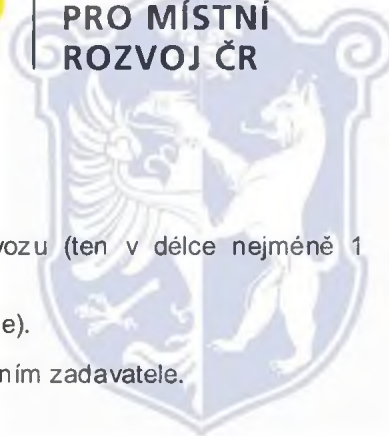 PRO MÍSTNÍ
ROZVOJ ČR
vozu (ten v délce nejméně 1
e).
ním zadavatele.